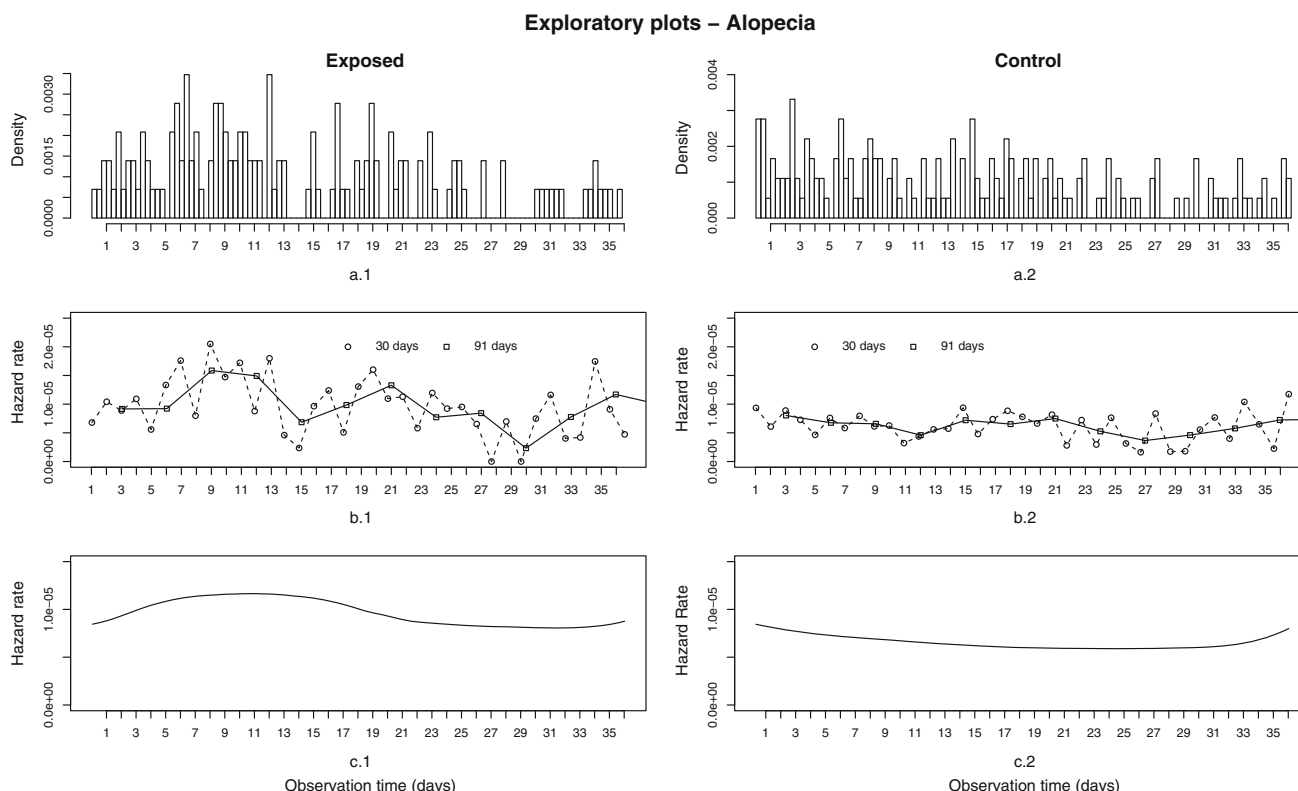 Exploratory plots – Alopecia
Exposed
Density
0.0000 0.0015 0.0030
1 3 5 7 9 11 13 15 17 19 21 23 25 27 29 31 33 35
a.1
Control
Density
0.000 0.002 0.004
1 3 5 7 9 11 13 15 17 19 21 23 25 27 29 31 33 35
a.2
Hazard rate
0.0e+00 1.0e−05 2.0e−05
30 days 91 days
1 3 5 7 9 11 13 15 17 19 21 23 25 27 29 31 33 35
b.1
Hazard rate
0.0e+00 1.0e−05 2.0e−05
30 days 91 days
1 3 5 7 9 11 13 15 17 19 21 23 25 27 29 31 33 35
b.2
Hazard rate
0.0e+00 1.0e−05
1 3 5 7 9 11 13 15 17 19 21 23 25 27 29 31 33 35
c.1
Observation time (days)
Hazard Rate
0.0e+00 1.0e−05
1 3 5 7 9 11 13 15 17 19 21 23 25 27 29 31 33 35
c.2
Observation time (days)